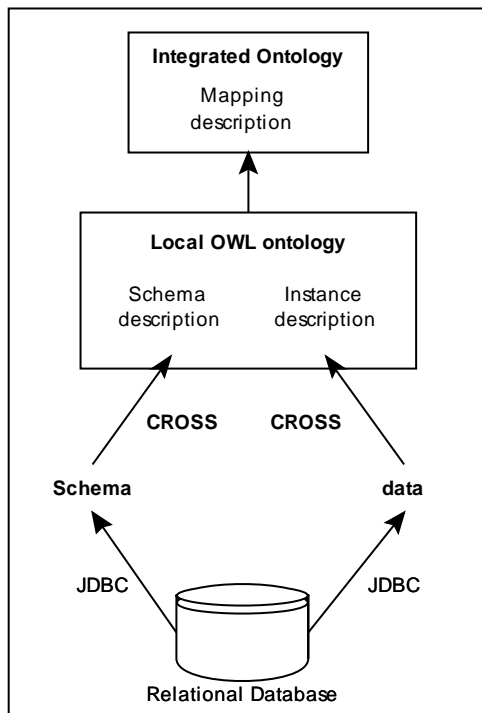 Integrated Ontology
Mapping
description
Local OWL ontology
Schema
description
Instance
description
CROSS
CROSS
Schema
data
JDBC
JDBC
Relational Database